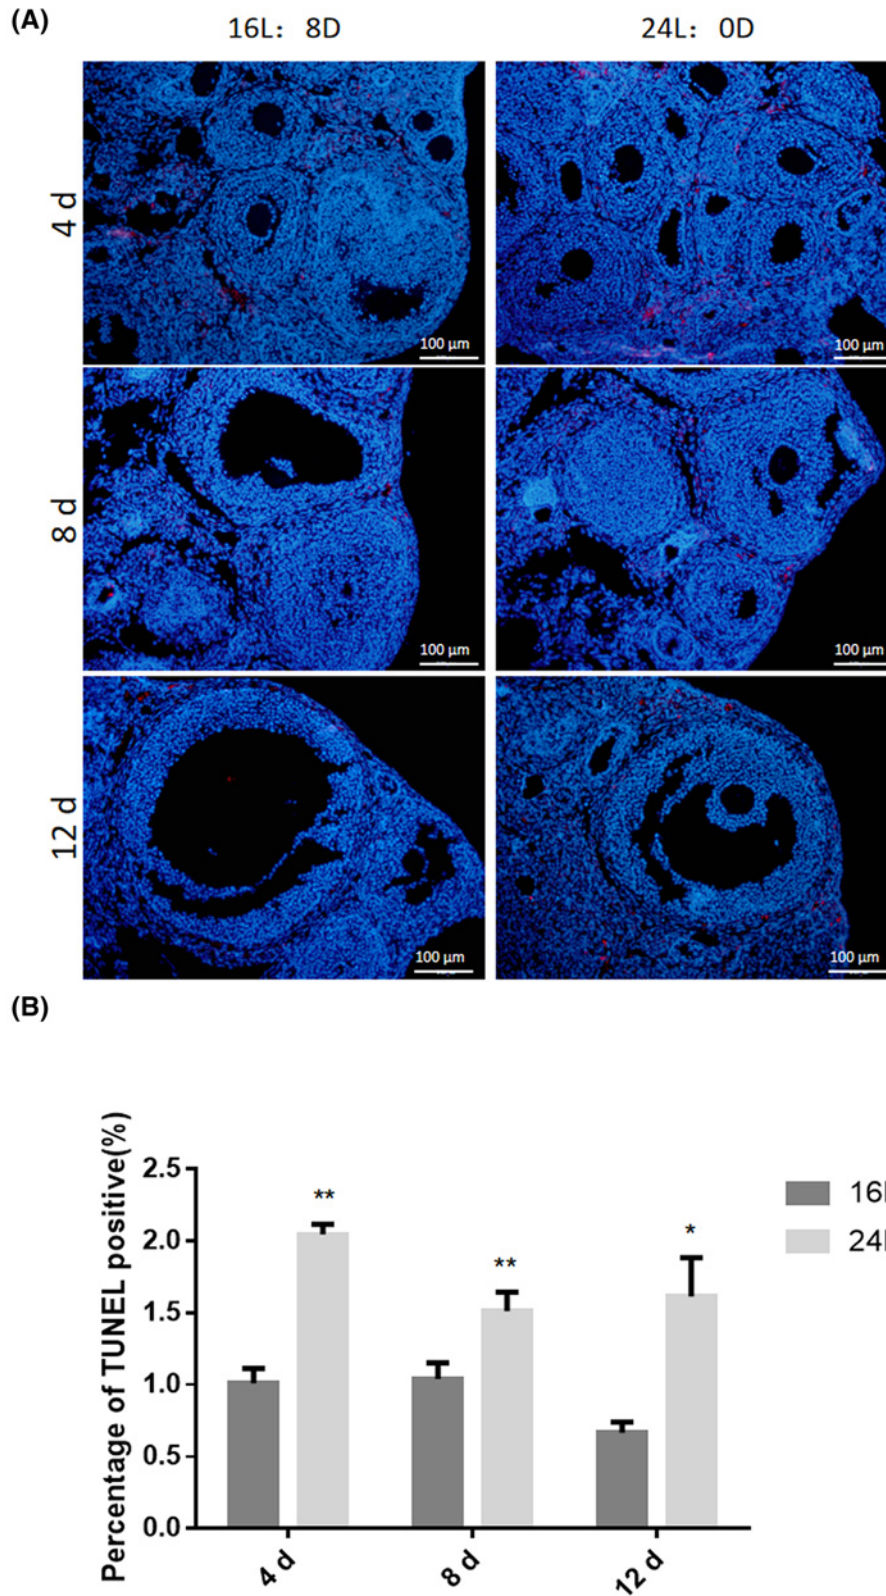 (A)
16L: 8D
24L: 0D
4 d
100 µm
100 µm
8 d
100 µm
100 µm
12 d
100 µm
100 µm
(B)
Percentage of TUNEL positive(%)
2.5
2.0
1.5
1.0
0.5
0.0
**
**
*
16
24
4 d
8 d
12 d